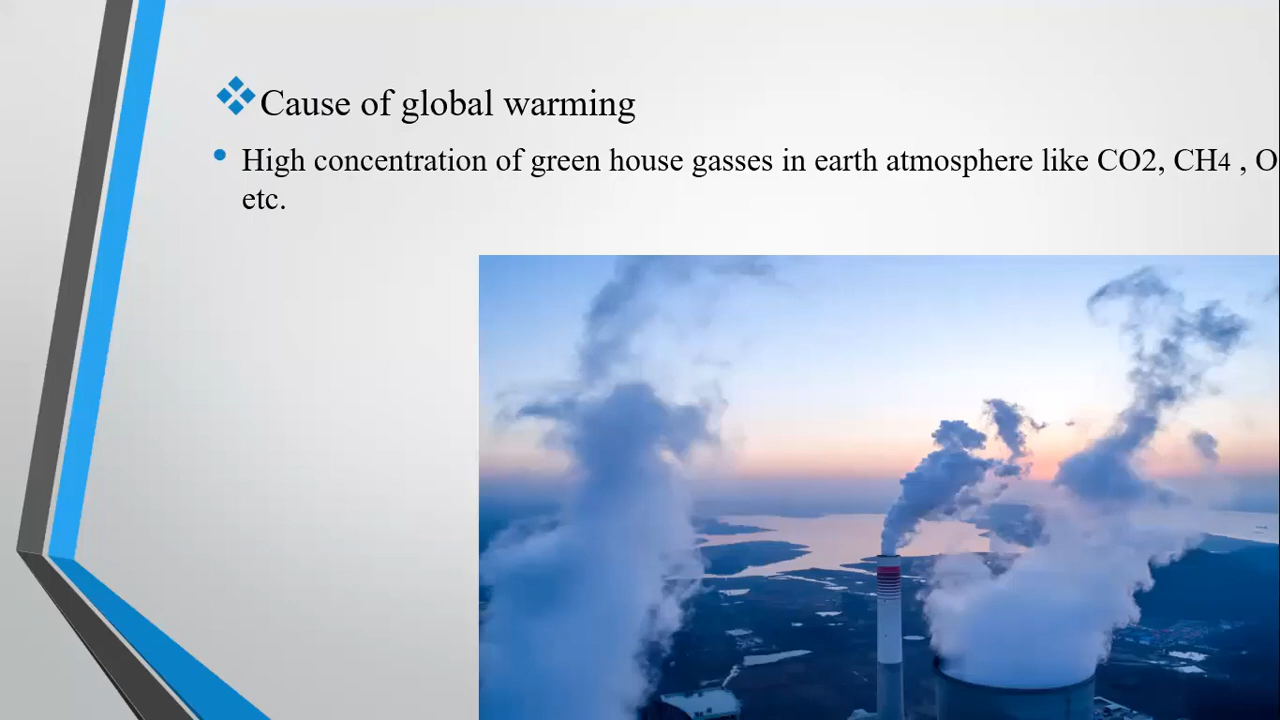 Cause of global warming
High concentration of green house gasses in earth atmosphere like CO2, CH4 , O
etc.